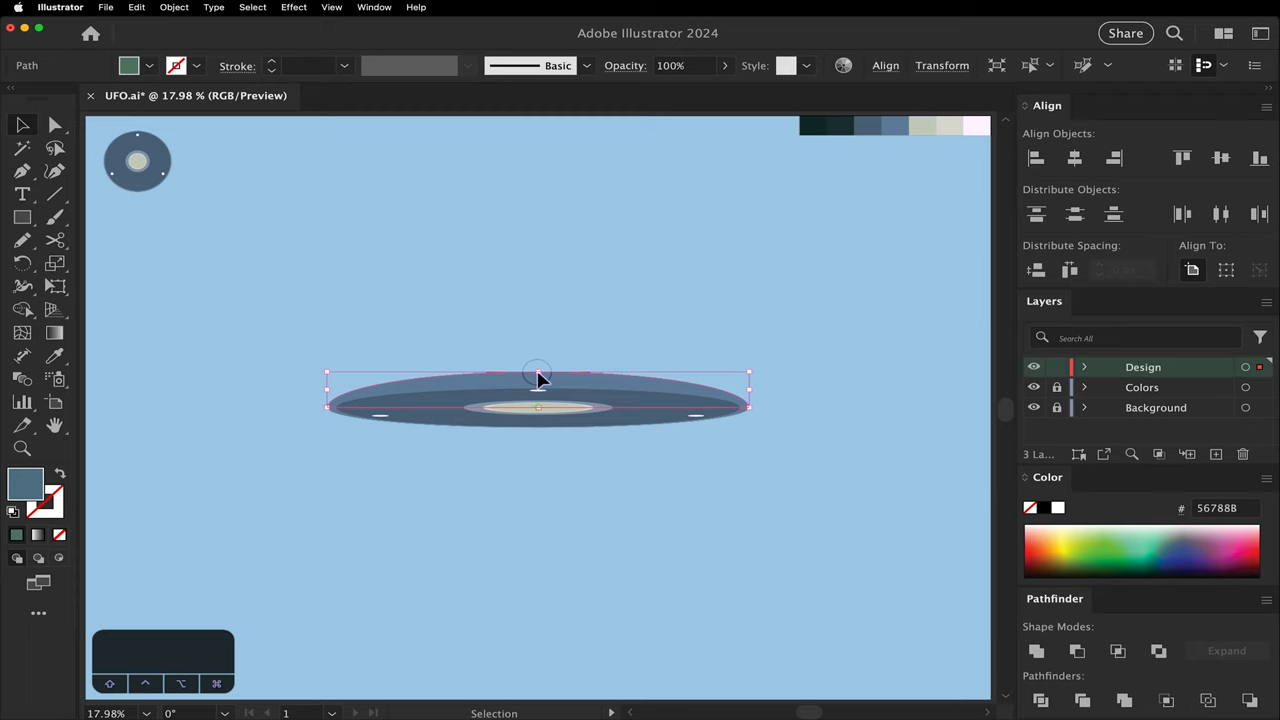 Illustrator File Edit Object Type Select Effect View Window Help
Adobe Illustrator 2024
Share
Path
Stroke:
Basic
Opacity: 100%
Style:
Align
Transform
UFO.ai* @ 17.98 % (RGB/Preview)
Align
Align Objects:
Distribute Objects:
Distribute Spacing:
Align To:
Layers
Search All
Design
Colors
Background
3 La...
Color
# 56788B
Pathfinder
Shape Modes:
Expand
Pathfinders:
17.98%
0°
1
Selection